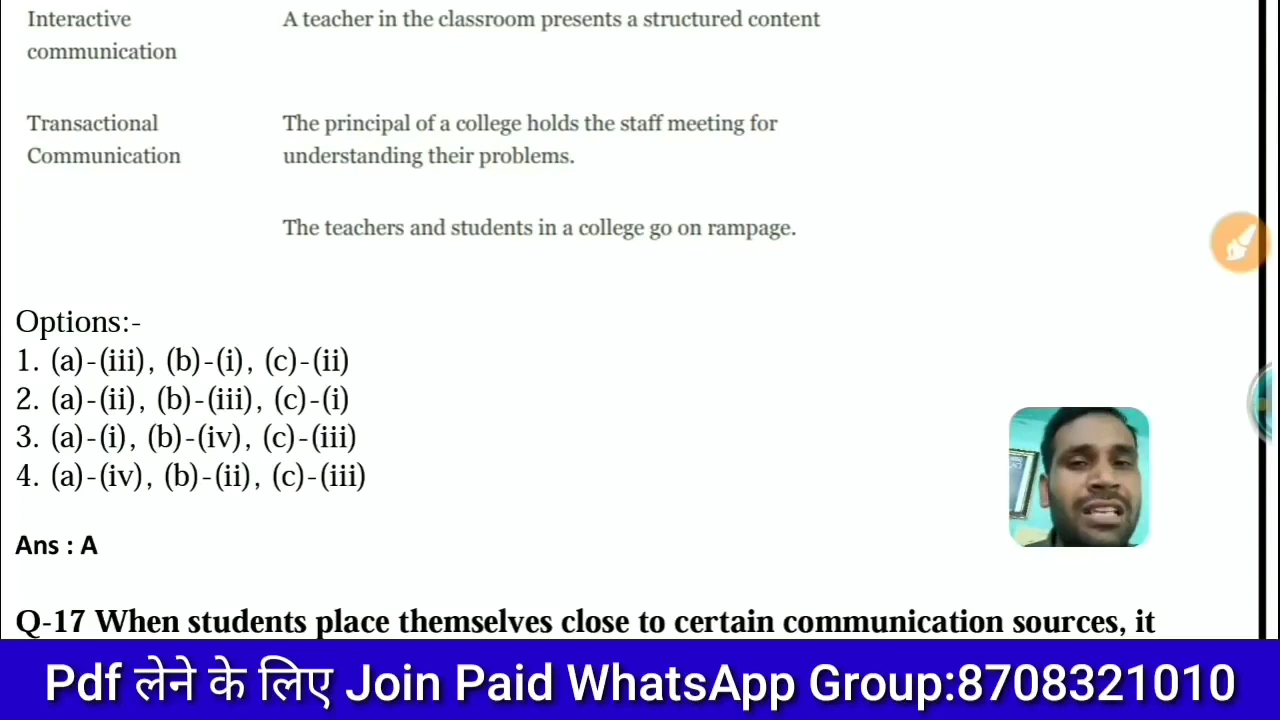 Interactive
communication
A teacher in the classroom presents a structured content
Transactional
Communication
The principal of a college holds the staff meeting for
understanding their problems.
The teachers and students in a college go on rampage.
Options:-
1. (a)-(iii), (b)-(i), (c)-(ii)
2. (a)-(ii), (b)-(iii), (c)-(i)
3. (a)-(i), (b)-(iv), (c)-(iii)
4. (a)-(iv), (b)-(ii), (c)-(iii)
Ans : A
Q-17 When students place themselves close to certain communication sources, it
Pdf लेने के लिए Join Paid WhatsApp Group:8708321010